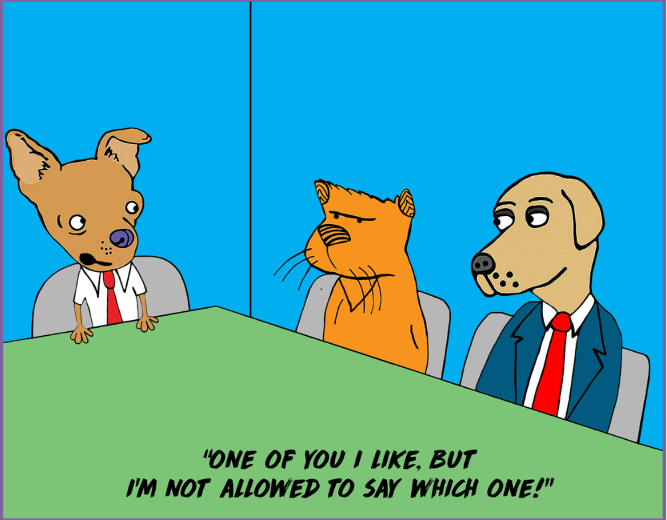 "ONE OF YOU I LIKE, BUT
I'M NOT ALLOWED TO SAY WHICH ONE!"